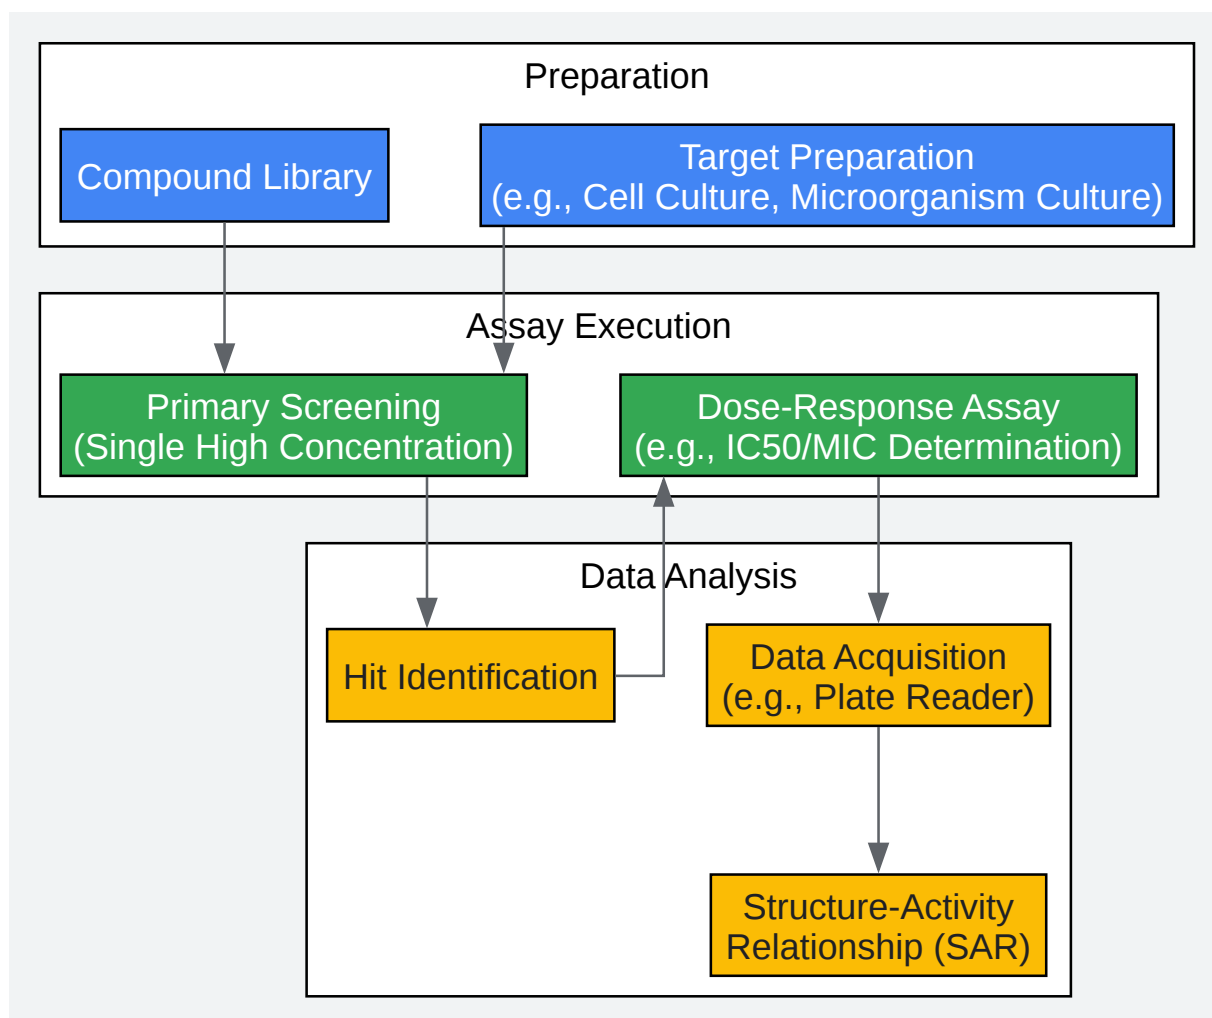 Preparation
Compound Library
Target Preparation
(e.g., Cell Culture, Microorganism Culture)
Assay Execution
Primary Screening
(Single High Concentration)
Dose-Response Assay
(e.g., IC50/MIC Determination)
Data Analysis
Hit Identification
Data Acquisition
(e.g., Plate Reader)
Structure-Activity
Relationship (SAR)